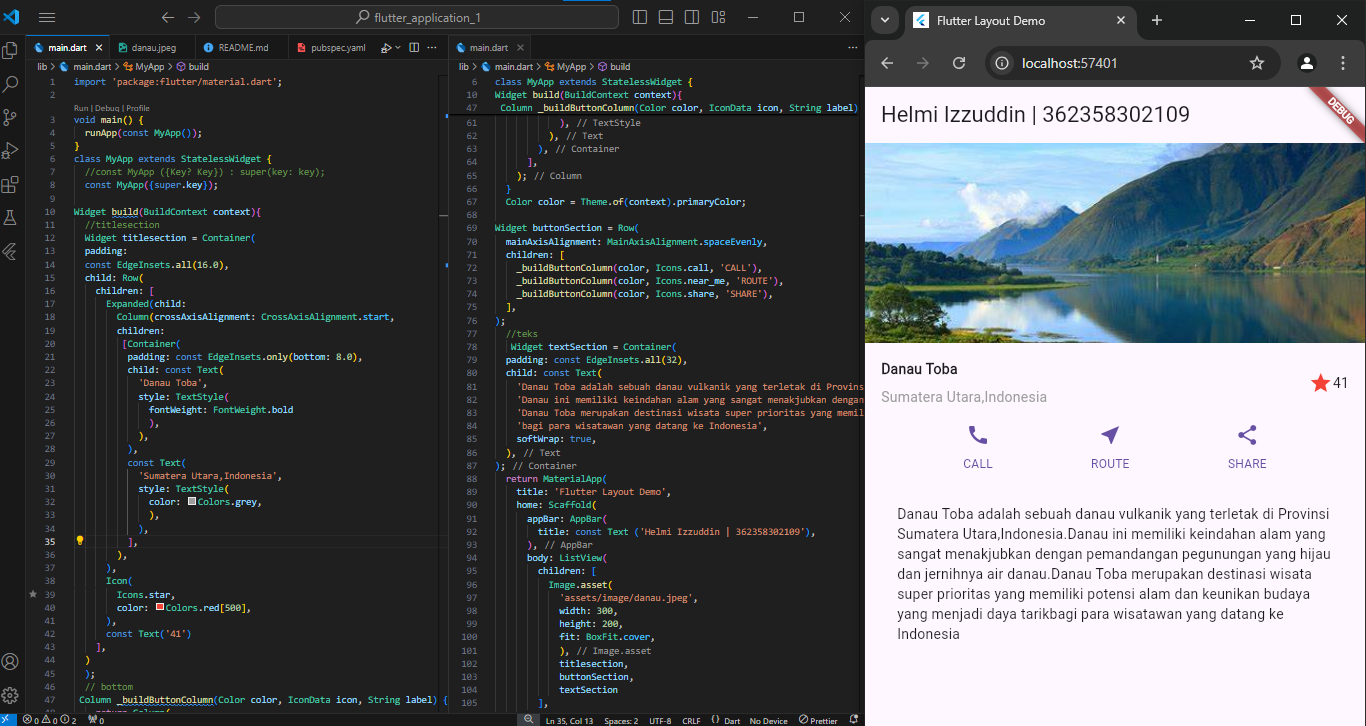 flutter_application_1
main.dart
danau.jpeg
README.md
pubspec.yaml
lib > main.dart > MyApp > build
1 import 'package:flutter/material.dart';
2
Run | Debug | Profile
3 void main() {
4 runApp(const MyApp());
5 }
6 class MyApp extends StatelessWidget {
7 //const MyApp ({Key? Key}) : super(key: key);
8 const MyApp({super.key});
9
10 Widget build(BuildContext context){
11 //titlesection
12 Widget titlesection = Container(
13 padding:
14 const EdgeInsets.all(16.0),
15 child: Row(
16 children: [
17 Expanded(child:
18 Column(crossAxisAlignment: CrossAxisAlignment.start,
19 children:
20 [Container(
21 padding: const EdgeInsets.only(bottom: 8.0),
22 child: const Text(
23 'Danau Toba',
24 style: TextStyle(
25 fontWeight: FontWeight.bold
26 ),
27 ),
28 ),
29 const Text(
30 'Sumatera Utara,Indonesia',
31 style: TextStyle(
32 color: Colors.grey,
33 ),
34 ),
35 ],
36 ),
37 ),
38 Icon(
39 Icons.star,
40 color: Colors.red[500],
41 ),
42 const Text('41')
43 ],
44 )
45 );
46 // bottom
47 Column _buildButtonColumn(Color color, IconData icon, String label) {
48 return Column(
main.dart
lib > main.dart > MyApp > build
6 class MyApp extends StatelessWidget {
10 Widget build(BuildContext context){
47 Column _buildButtonColumn(Color color, IconData icon, String label)
61 ), // TextStyle
62 ), // Text
63 ), // Container
64 ],
65 ); // Column
66 }
67 Color color = Theme.of(context).primaryColor;
68
69 Widget buttonSection = Row(
70 mainAxisAlignment: MainAxisAlignment.spaceEvenly,
71 children: [
72 _buildButtonColumn(color, Icons.call, 'CALL'),
73 _buildButtonColumn(color, Icons.near_me, 'ROUTE'),
74 _buildButtonColumn(color, Icons.share, 'SHARE'),
75 ],
76 );
77 //teks
78 Widget textSection = Container(
79 padding: const EdgeInsets.all(32),
80 child: const Text(
81 'Danau Toba adalah sebuah danau vulkanik yang terletak di Provins
82 'Danau ini memiliki keindahan alam yang sangat menakjubkan dengan
83 'Danau Toba merupakan destinasi wisata super prioritas yang memil
84 'bagi para wisatawan yang datang ke Indonesia',
85 softWrap: true,
86 ), // Text
87 ); // Container
88 return MaterialApp(
89 title: 'Flutter Layout Demo',
90 home: Scaffold(
91 appBar: AppBar(
92 title: const Text ('Helmi Izzuddin | 362358302109'),
93 ), // AppBar
94 body: ListView(
95 children: [
96 Image.asset(
97 'assets/image/danau.jpeg',
98 width: 300,
99 height: 200,
100 fit: BoxFit.cover,
101 ), // Image.asset
102 titlesection,
103 buttonSection,
104 textSection
105 ],
0 0 2 0
Ln 35, Col 13 Spaces: 2 UTF-8 CRLF {} Dart No Device Prettier
Flutter Layout Demo
localhost:57401
Helmi Izzuddin | 362358302109
DEBUG
Danau Toba
Sumatera Utara,Indonesia
41
CALL ROUTE SHARE
Danau Toba adalah sebuah danau vulkanik yang terletak di Provinsi
Sumatera Utara,Indonesia.Danau ini memiliki keindahan alam yang
sangat menakjubkan dengan pemandangan pegunungan yang hijau
dan jernihnya air danau.Danau Toba merupakan destinasi wisata
super prioritas yang memiliki potensi alam dan keunikan budaya
yang menjadi daya tarikbagi para wisatawan yang datang ke
Indonesia